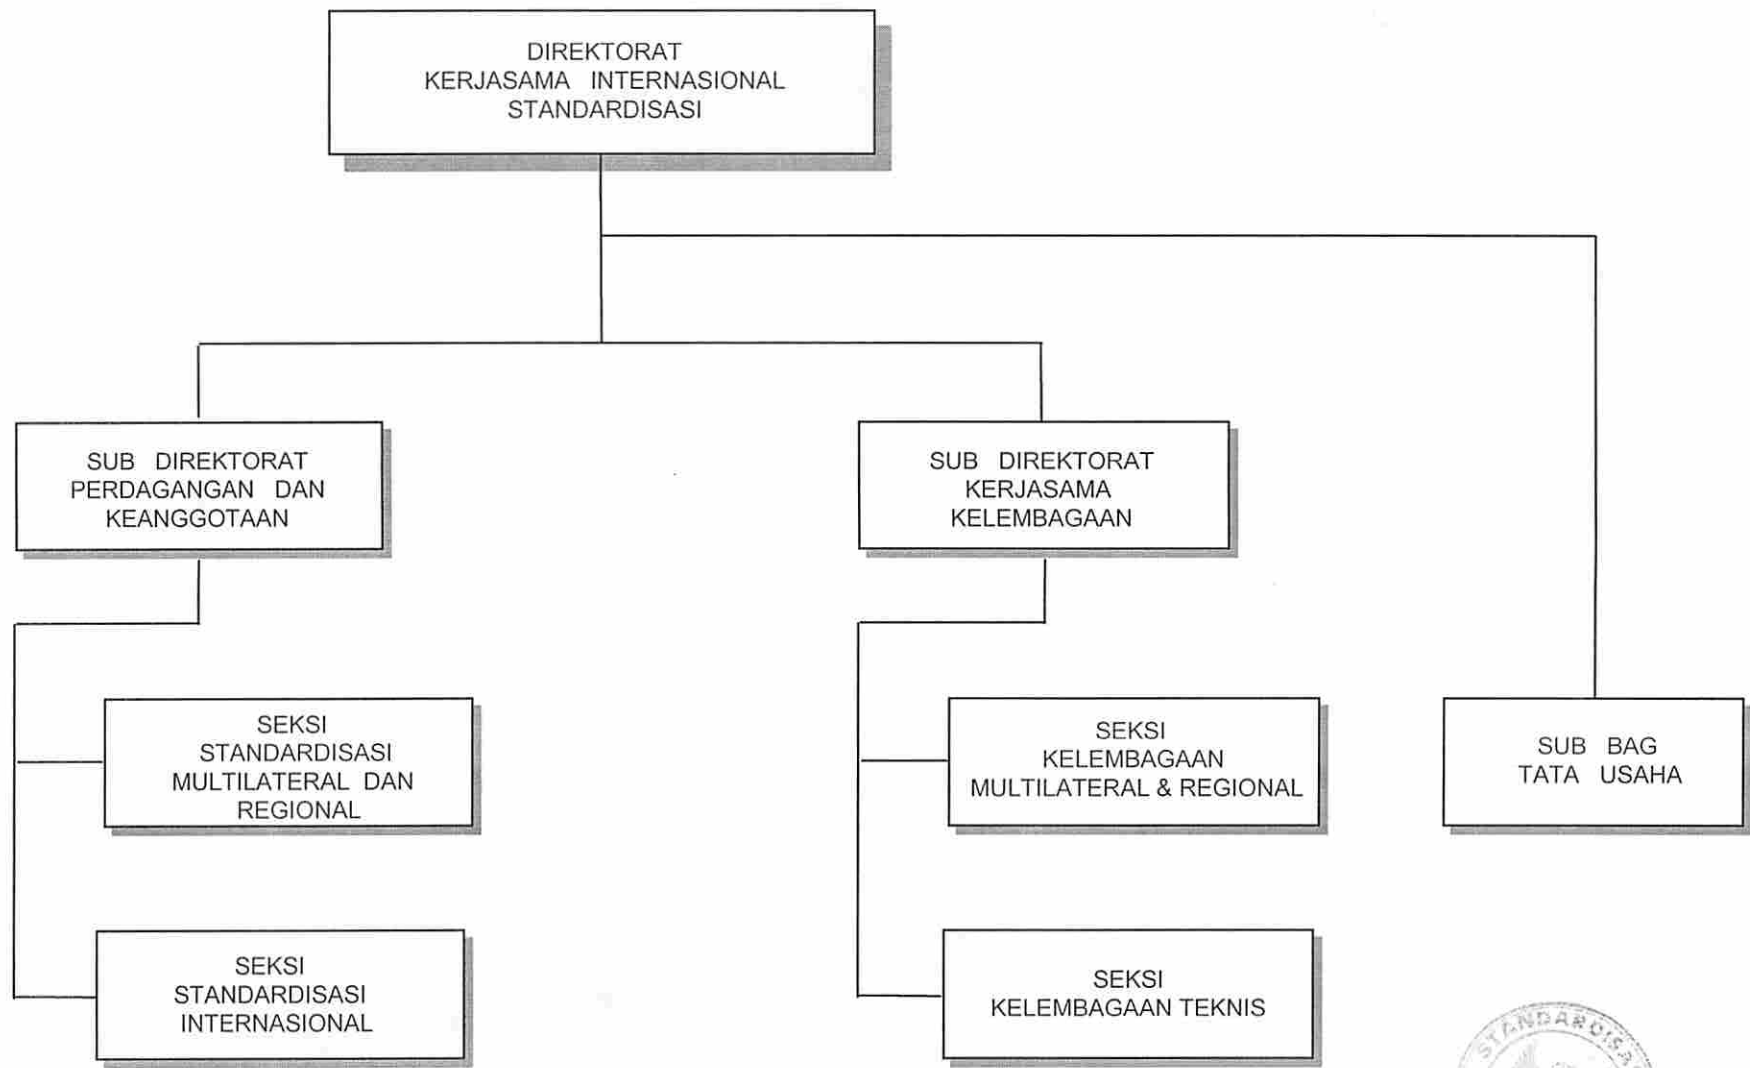 DIREKTORAT
KERJASAMA INTERNASIONAL
STANDARDISASI
SUB DIREKTORAT
PERDAGANGAN DAN
KEANGGOTAAN
SUB DIREKTORAT
KERJASAMA
KELEMBAGAAN
SEKSI
STANDARDISASI
MULTILATERAL DAN
REGIONAL
SEKSI
KELEMBAGAAN
MULTILATERAL & REGIONAL
SUB BAG
TATA USAHA
SEKSI
STANDARDISASI
INTERNASIONAL
SEKSI
KELEMBAGAAN TEKNIS